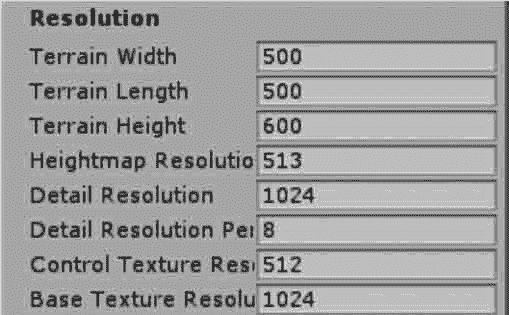 Resolution
Terrain Width 500
Terrain Length 500
Terrain Height 600
Heightmap Resolutio 513
Detail Resolution 1024
Detail Resolution Per 8
Control Texture Res 512
Base Texture Resolu 1024